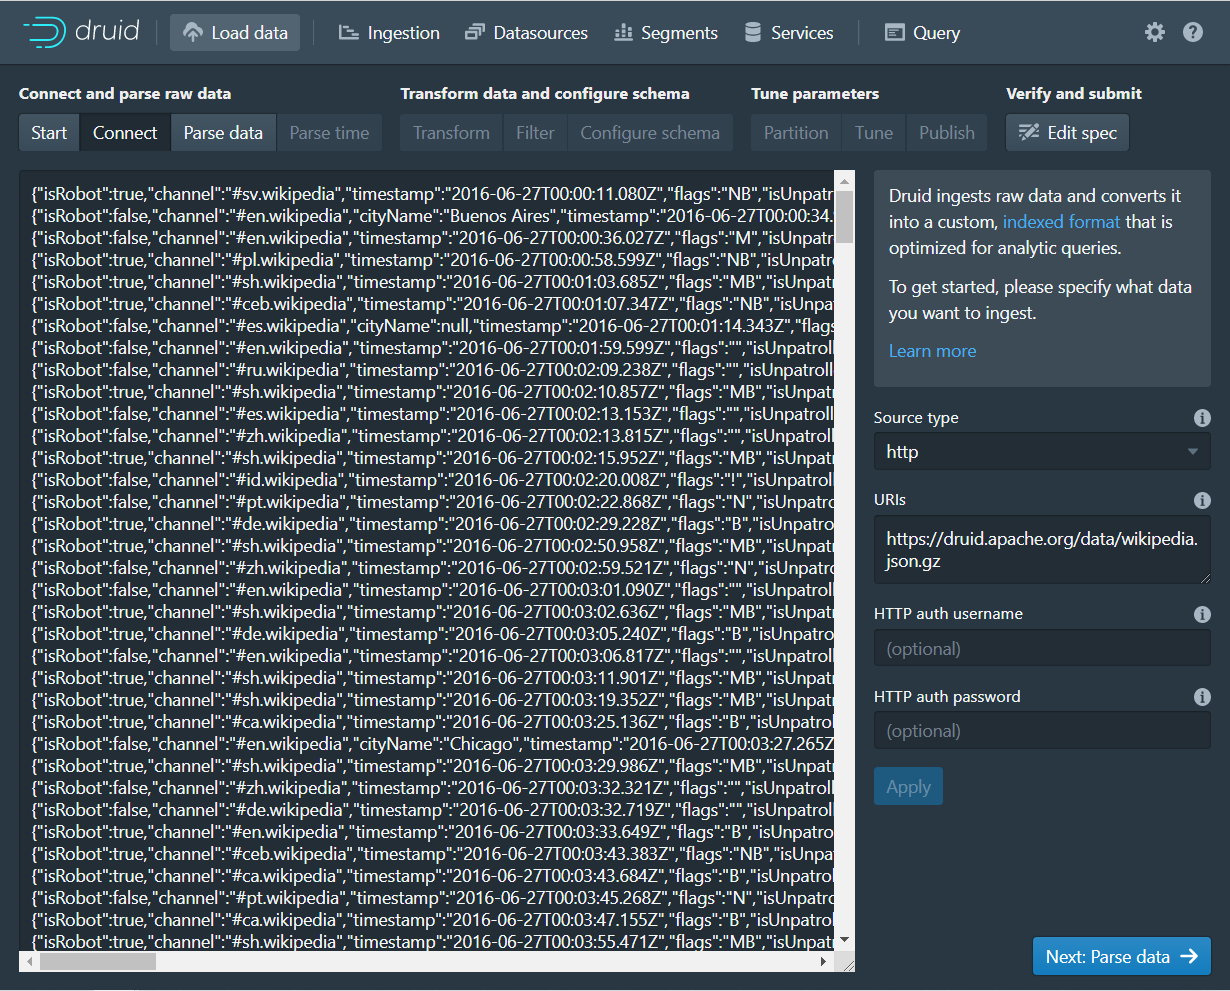 druid
Load data
Ingestion
Datasources
Segments
Services
Query
Connect and parse raw data
Transform data and configure schema
Tune parameters
Verify and submit
Start
Connect
Parse data
Parse time
Transform
Filter
Configure schema
Partition
Tune
Publish
Edit spec
{"isRobot":true,"channel":"#sv.wikipedia","timestamp":"2016-06-27T00:00:11.080Z","flags":"NB","isUnpatro
{"isRobot":false,"channel":"#en.wikipedia","cityName":"Buenos Aires","timestamp":"2016-06-27T00:00:34.
{"isRobot":false,"channel":"#en.wikipedia","timestamp":"2016-06-27T00:00:36.027Z","flags":"M","isUnpatr
{"isRobot":true,"channel":"#pl.wikipedia","timestamp":"2016-06-27T00:00:58.599Z","flags":"NB","isUnpatro
{"isRobot":true,"channel":"#sh.wikipedia","timestamp":"2016-06-27T00:01:03.685Z","flags":"MB","isUnpatr
{"isRobot":true,"channel":"#ceb.wikipedia","timestamp":"2016-06-27T00:01:07.347Z","flags":"NB","isUnpa
{"isRobot":false,"channel":"#es.wikipedia","cityName":null,"timestamp":"2016-06-27T00:01:14.343Z","flags
{"isRobot":false,"channel":"#en.wikipedia","timestamp":"2016-06-27T00:01:59.599Z","flags":"","isUnpatroll
{"isRobot":false,"channel":"#ru.wikipedia","timestamp":"2016-06-27T00:02:09.238Z","flags":"","isUnpatroll
{"isRobot":true,"channel":"#sh.wikipedia","timestamp":"2016-06-27T00:02:10.857Z","flags":"MB","isUnpatr
{"isRobot":false,"channel":"#es.wikipedia","timestamp":"2016-06-27T00:02:13.153Z","flags":"","isUnpatroll
{"isRobot":false,"channel":"#zh.wikipedia","timestamp":"2016-06-27T00:02:13.815Z","flags":"","isUnpatroll
{"isRobot":true,"channel":"#sh.wikipedia","timestamp":"2016-06-27T00:02:15.952Z","flags":"MB","isUnpatr
{"isRobot":false,"channel":"#id.wikipedia","timestamp":"2016-06-27T00:02:20.008Z","flags":"!","isUnpatroll
{"isRobot":false,"channel":"#pt.wikipedia","timestamp":"2016-06-27T00:02:22.868Z","flags":"N","isUnpatro
{"isRobot":false,"channel":"#de.wikipedia","timestamp":"2016-06-27T00:02:29.228Z","flags":"B","isUnpatro
{"isRobot":true,"channel":"#sh.wikipedia","timestamp":"2016-06-27T00:02:50.958Z","flags":"MB","isUnpatr
{"isRobot":false,"channel":"#zh.wikipedia","timestamp":"2016-06-27T00:02:59.521Z","flags":"N","isUnpatro
{"isRobot":false,"channel":"#en.wikipedia","timestamp":"2016-06-27T00:03:01.090Z","flags":"","isUnpatroll
{"isRobot":true,"channel":"#sh.wikipedia","timestamp":"2016-06-27T00:03:02.636Z","flags":"MB","isUnpatr
{"isRobot":false,"channel":"#de.wikipedia","timestamp":"2016-06-27T00:03:05.240Z","flags":"B","isUnpatro
{"isRobot":false,"channel":"#en.wikipedia","timestamp":"2016-06-27T00:03:06.817Z","flags":"","isUnpatroll
{"isRobot":true,"channel":"#sh.wikipedia","timestamp":"2016-06-27T00:03:11.901Z","flags":"MB","isUnpatr
{"isRobot":true,"channel":"#sh.wikipedia","timestamp":"2016-06-27T00:03:19.352Z","flags":"MB","isUnpatr
{"isRobot":true,"channel":"#ca.wikipedia","timestamp":"2016-06-27T00:03:25.136Z","flags":"B","isUnpatrol
{"isRobot":false,"channel":"#en.wikipedia","cityName":"Chicago","timestamp":"2016-06-27T00:03:27.265Z
{"isRobot":true,"channel":"#sh.wikipedia","timestamp":"2016-06-27T00:03:29.986Z","flags":"MB","isUnpatr
{"isRobot":false,"channel":"#zh.wikipedia","timestamp":"2016-06-27T00:03:32.321Z","flags":"","isUnpatroll
{"isRobot":false,"channel":"#de.wikipedia","timestamp":"2016-06-27T00:03:32.719Z","flags":"","isUnpatroll
{"isRobot":true,"channel":"#en.wikipedia","timestamp":"2016-06-27T00:03:33.649Z","flags":"B","isUnpatro
{"isRobot":true,"channel":"#ceb.wikipedia","timestamp":"2016-06-27T00:03:43.383Z","flags":"NB","isUnpa
{"isRobot":true,"channel":"#ca.wikipedia","timestamp":"2016-06-27T00:03:43.684Z","flags":"B","isUnpatrol
{"isRobot":false,"channel":"#pt.wikipedia","timestamp":"2016-06-27T00:03:45.268Z","flags":"N","isUnpatro
{"isRobot":true,"channel":"#ca.wikipedia","timestamp":"2016-06-27T00:03:47.155Z","flags":"B","isUnpatrol
{"isRobot":true,"channel":"#sh.wikipedia","timestamp":"2016-06-27T00:03:55.471Z","flags":"MB","isUnpatr
Druid ingests raw data and converts it
into a custom, indexed format that is
optimized for analytic queries.
To get started, please specify what data
you want to ingest.
Learn more
Source type
http
URIs
https://druid.apache.org/data/wikipedia.
json.gz
HTTP auth username
(optional)
HTTP auth password
(optional)
Apply
Next: Parse data